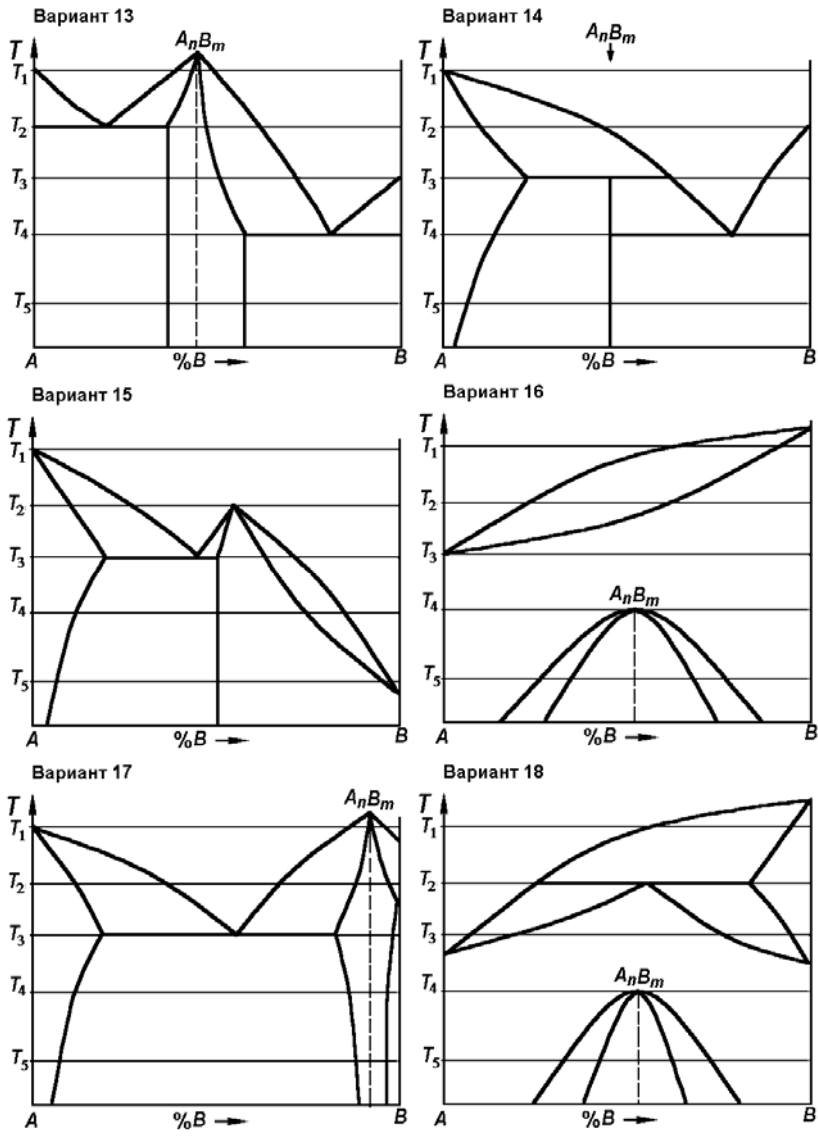 Вариант 13
T
AnBm
T1
T2
T3
T4
T5
A
%B
B
Вариант 14
T
AnBm
T1
T2
T3
T4
T5
A
%B
B
Вариант 15
T
T1
T2
T3
T4
T5
A
%B
B
Вариант 16
T
T1
T2
T3
T4
AnBm
T5
A
%B
B
Вариант 17
T
AnBm
T1
T2
T3
T4
T5
A
%B
B
Вариант 18
T
T1
T2
T3
T4
AnBm
T5
A
%B
B